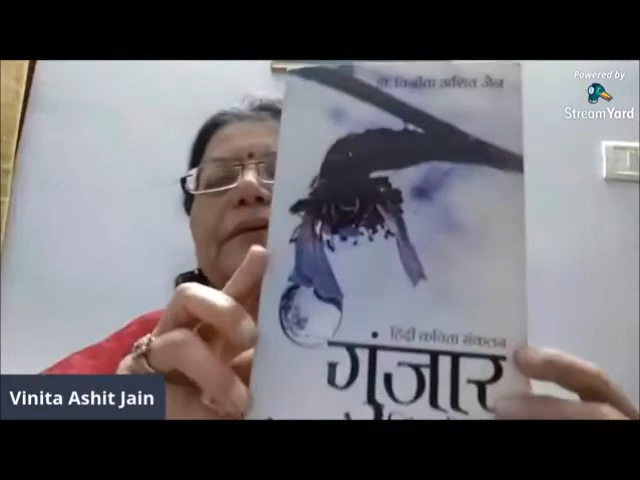 Powered by
StreamYard
डॉ. विनीता अशित जैन
हिंदी कविता संकलन
गुंजार
Vinita Ashit Jain